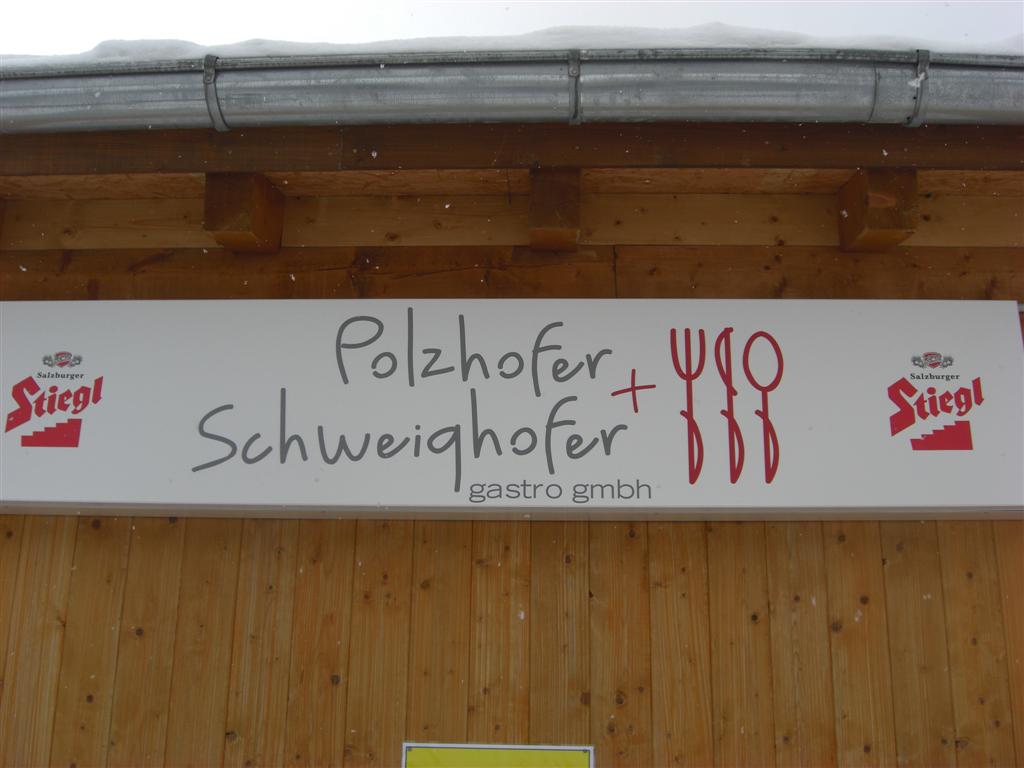 Polzhofer +
Schweighofer
gastro gmbh
Salzburger
Stiegl
Salzburger
Stiegl